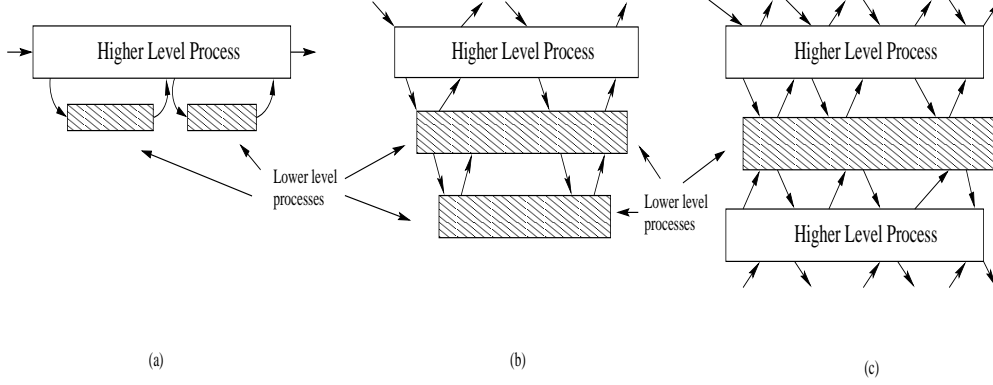 Higher Level Process
Higher Level Process
Higher Level Process
Lower level
processes
Lower level
processes
Higher Level Process
(a)
(b)
(c)